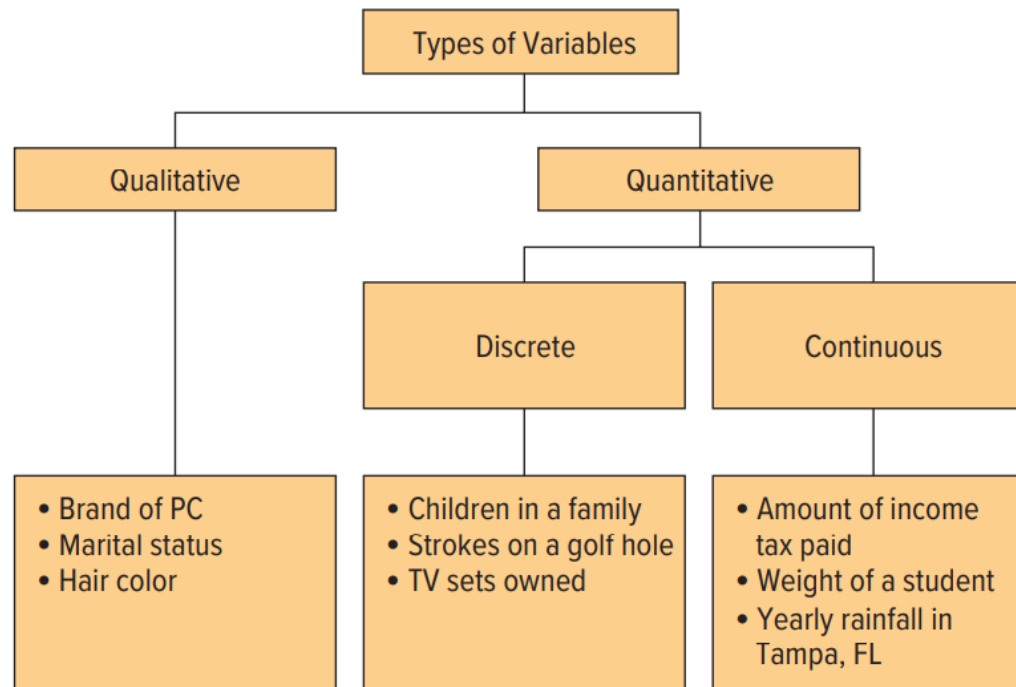 Types of Variables
Qualitative
Quantitative
Discrete
Continuous
• Brand of PC
• Marital status
• Hair color
• Children in a family
• Strokes on a golf hole
• TV sets owned
• Amount of income
tax paid
• Weight of a student
• Yearly rainfall in
Tampa, FL